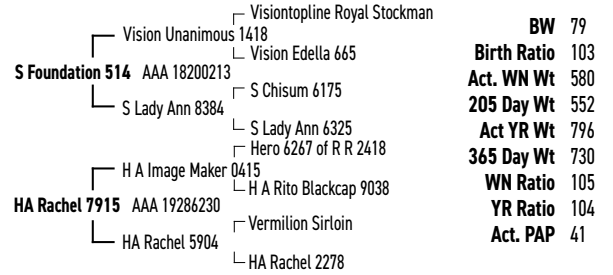 Visiontopline Royal Stockman
Vision Unanimous 1418
Vision Edella 665
S Foundation 514 AAA 18200213
S Chisum 6175
S Lady Ann 8384
S Lady Ann 6325
Hero 6267 of R R 2418
H A Image Maker 0415
H A Rito Blackcap 9038
HA Rachel 7915 AAA 19286230
Vermilion Sirloin
HA Rachel 5904
HA Rachel 2278
BW 79
Birth Ratio 103
Act. WN Wt 580
205 Day Wt 552
Act YR Wt 796
365 Day Wt 730
WN Ratio 105
YR Ratio 104
Act. PAP 41